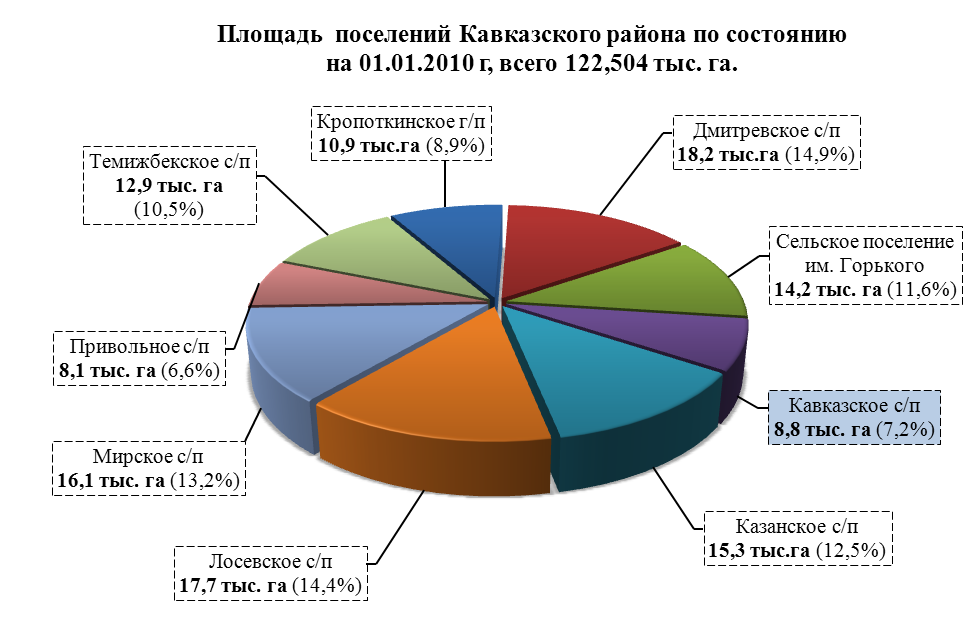 Площадь поселений Кавказского района по состоянию
на 01.01.2010 г, всего 122,504 тыс. га.
Кропоткинское г/п
10,9 тыс.га (8,9%)
Дмитревское с/п
18,2 тыс.га (14,9%)
Темижбекское с/п
12,9 тыс. га
(10,5%)
Сельское поселение
им. Горького
14,2 тыс. га (11,6%)
Привольное с/п
8,1 тыс. га (6,6%)
Кавказское с/п
8,8 тыс. га (7,2%)
Мирское с/п
16,1 тыс. га (13,2%)
Казанское с/п
15,3 тыс.га (12,5%)
Лосевское с/п
17,7 тыс. га (14,4%)